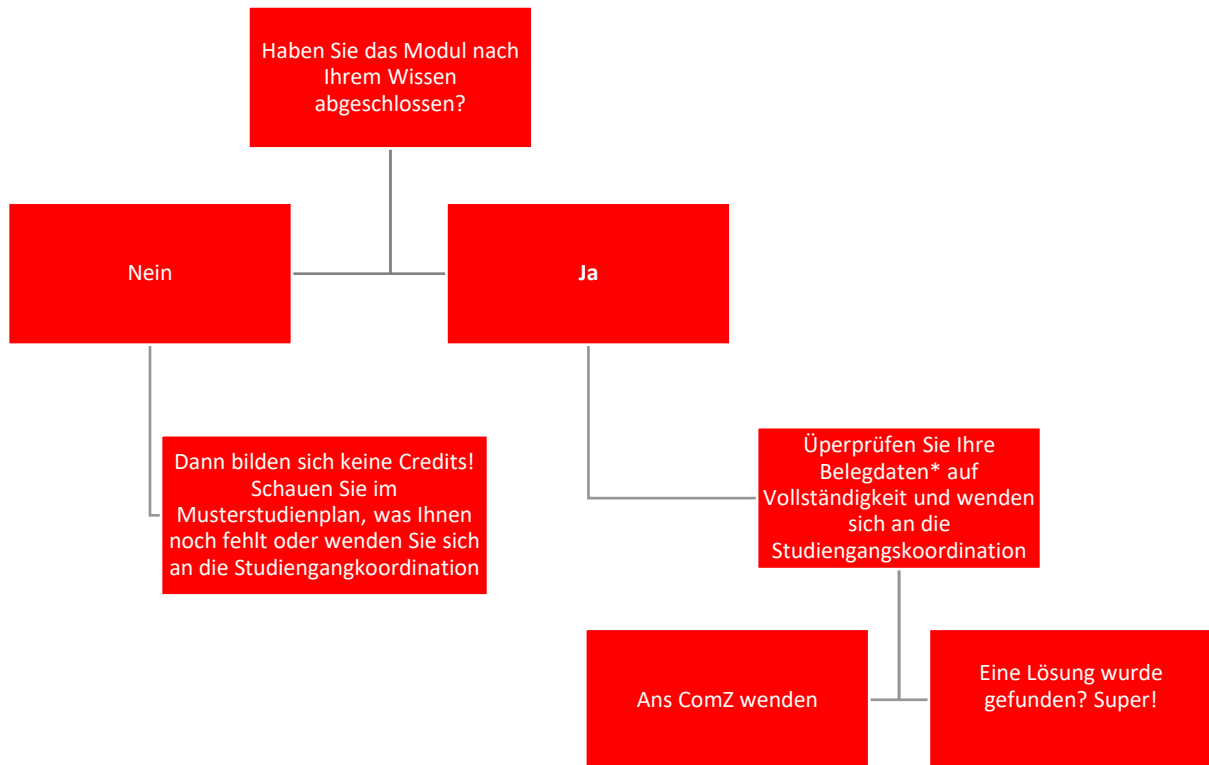 Haben Sie das Modul nach
Ihrem Wissen
abgeschlossen?
Nein
Ja
Dann bilden sich keine Credits!
Schauen Sie im
Musterstudienplan, was Ihnen
noch fehlt oder wenden Sie sich
an die Studiengangkoordination
Üperprüfen Sie Ihre
Belegdaten* auf
Vollständigkeit und wenden
sich an die
Studiengangskoordination
Ans ComZ wenden
Eine Lösung wurde
gefunden? Super!